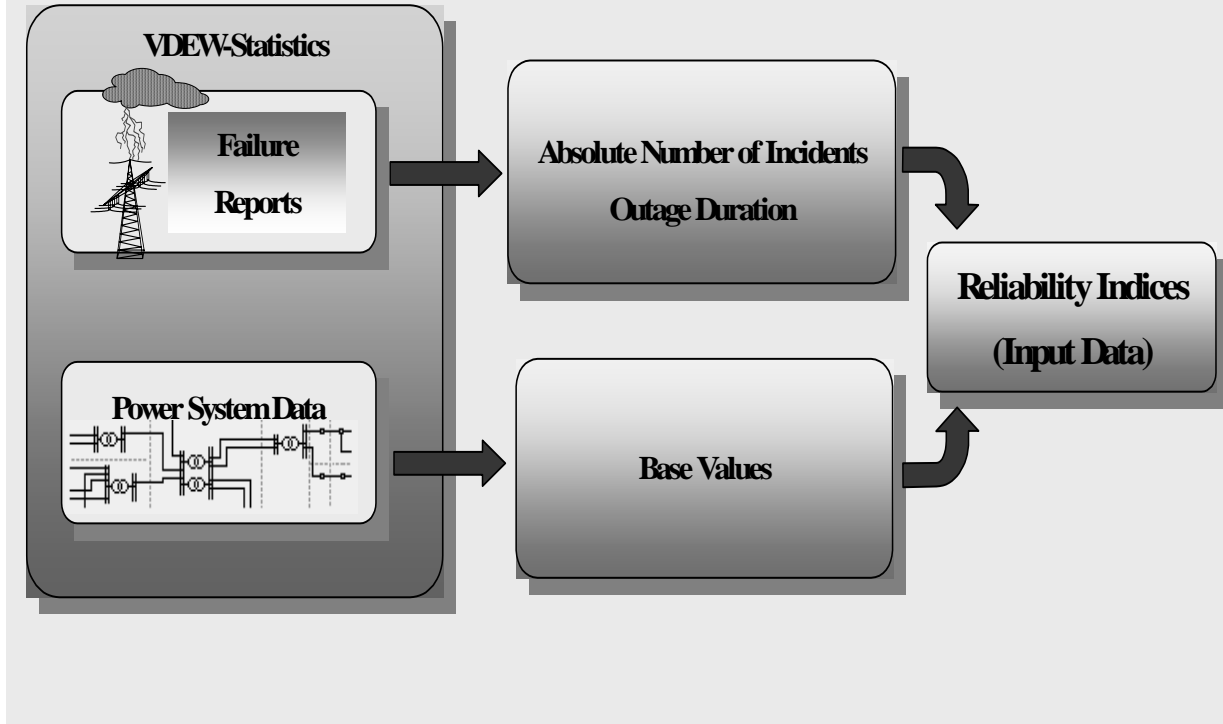 VDEW-Statistics
Failure
Reports
Absolute Number of Incidents
Outage Duration
Reliability Indices
(Input Data)
Power System Data
Base Values